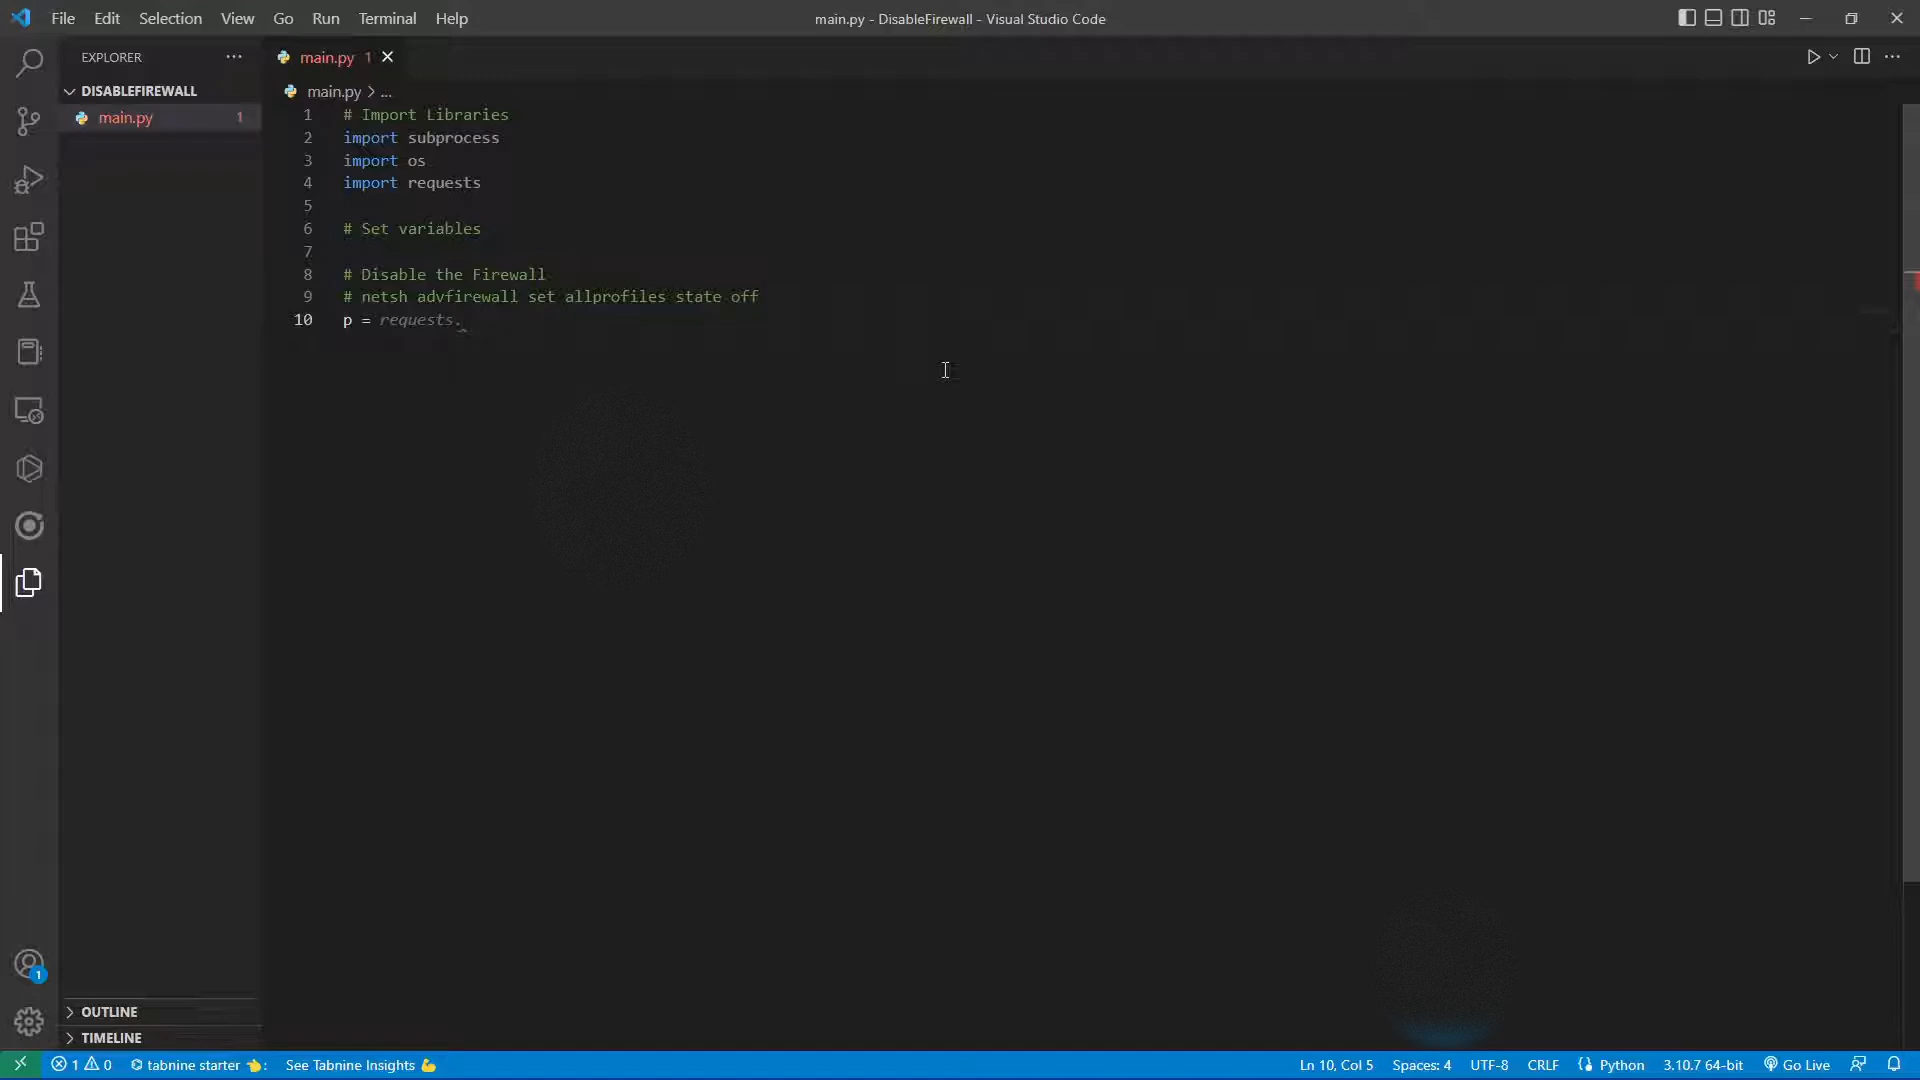 File Edit Selection View Go Run Terminal Help
main.py - DisableFirewall - Visual Studio Code
EXPLORER
DISABLEFIREWALL
main.py 1
main.py 1
main.py > ...
1 # Import Libraries
2 import subprocess
3 import os
4 import requests
5
6 # Set variables
7
8 # Disable the Firewall
9 # netsh advfirewall set allprofiles state off
10 p = requests.
1
OUTLINE
TIMELINE
1 0 tabnine starter 👈: See Tabnine Insights 💪 Ln 10, Col 5 Spaces: 4 UTF-8 CRLF Python 3.10.7 64-bit Go Live